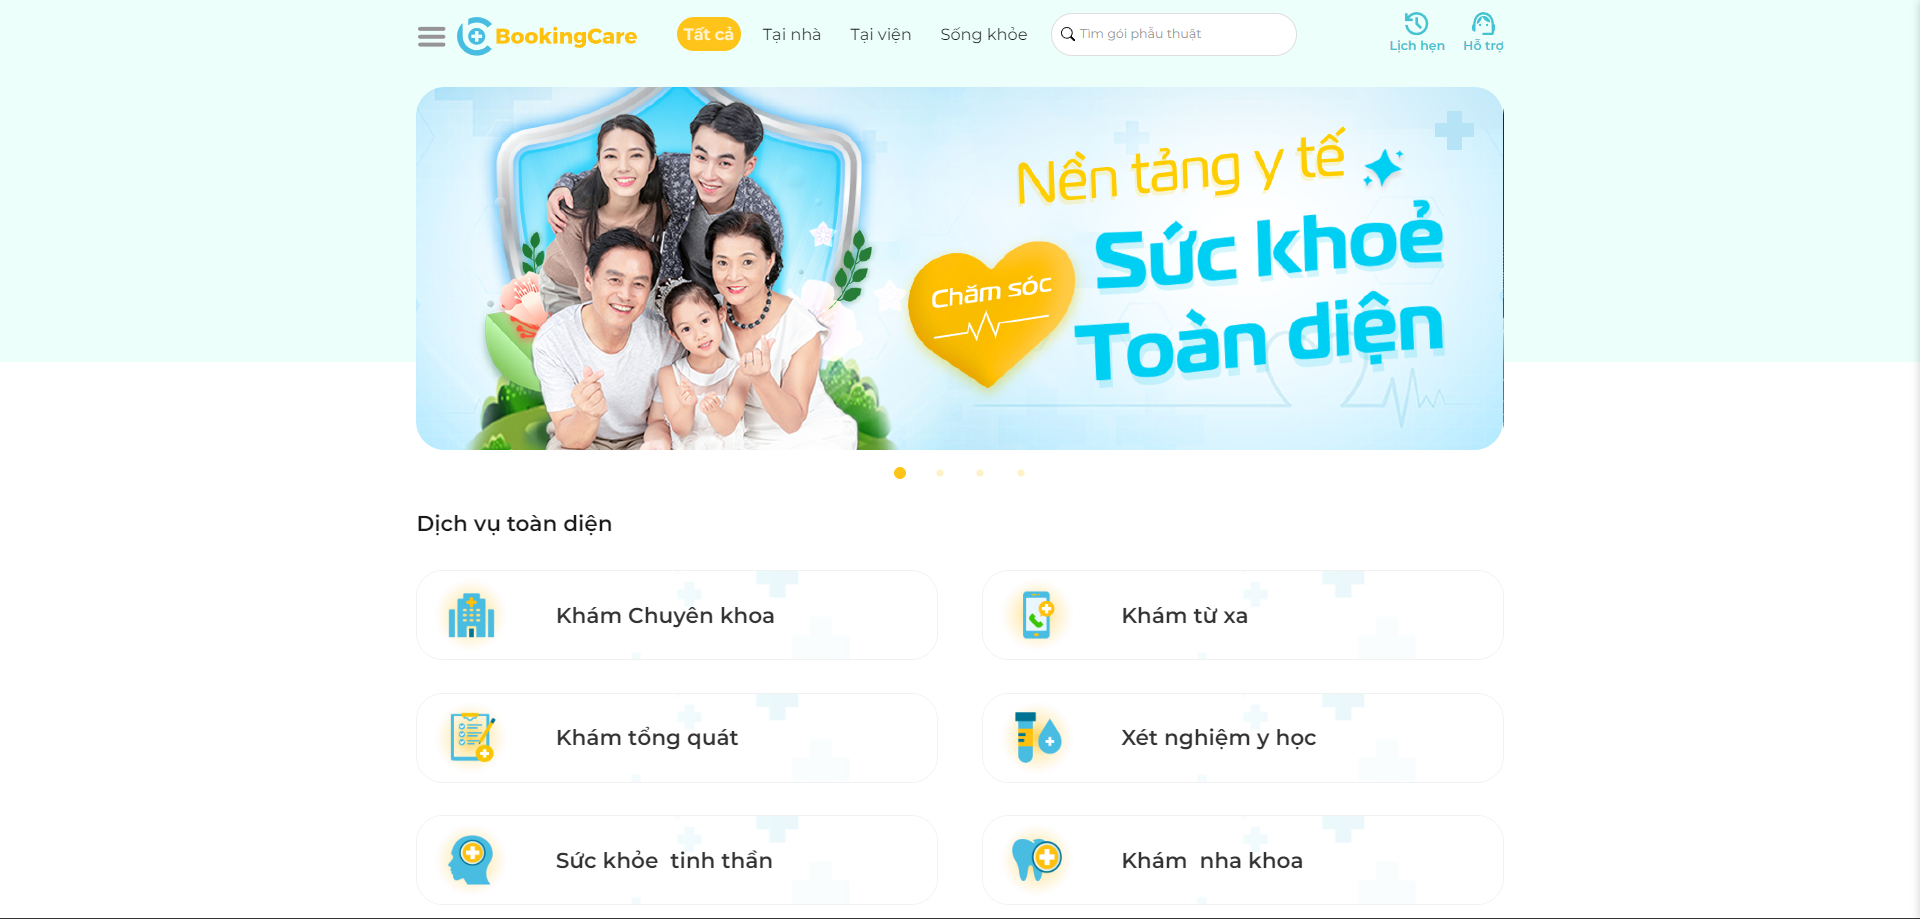 BookingCare
Tất cả
Tại nhà
Tại viện
Sống khỏe
Tìm gói phẫu thuật
Lịch hẹn
Hỗ trợ
Nền tảng y tế
Chăm sóc
Sức khoẻ
Toàn diện
Dịch vụ toàn diện
Khám Chuyên khoa
Khám từ xa
Khám tổng quát
Xét nghiệm y học
Sức khỏe  tinh thần
Khám  nha khoa